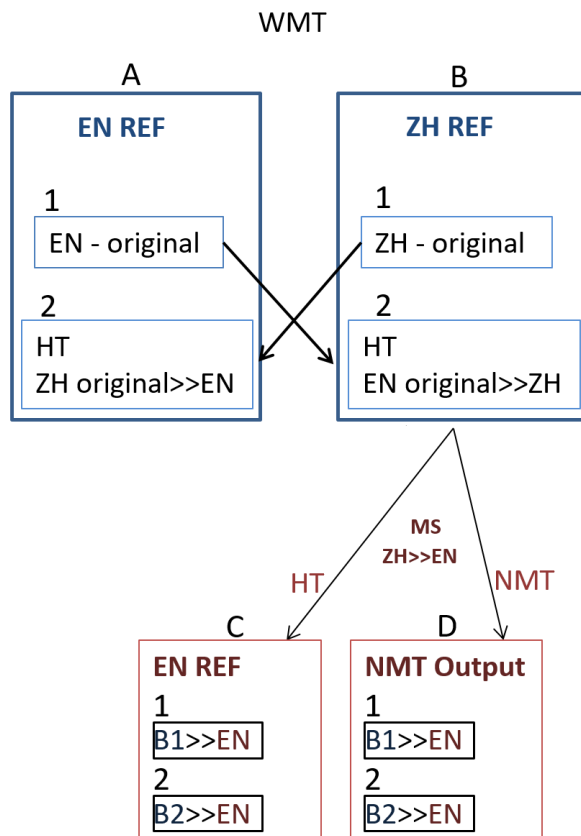 WMT
A
EN REF
1
EN - original
2
HT
ZH original>>EN
B
ZH REF
1
ZH - original
2
HT
EN original>>ZH
MS
ZH>>EN
HT
NMT
C
EN REF
1
B1>>EN
2
B2>>EN
D
NMT Output
1
B1>>EN
2
B2>>EN